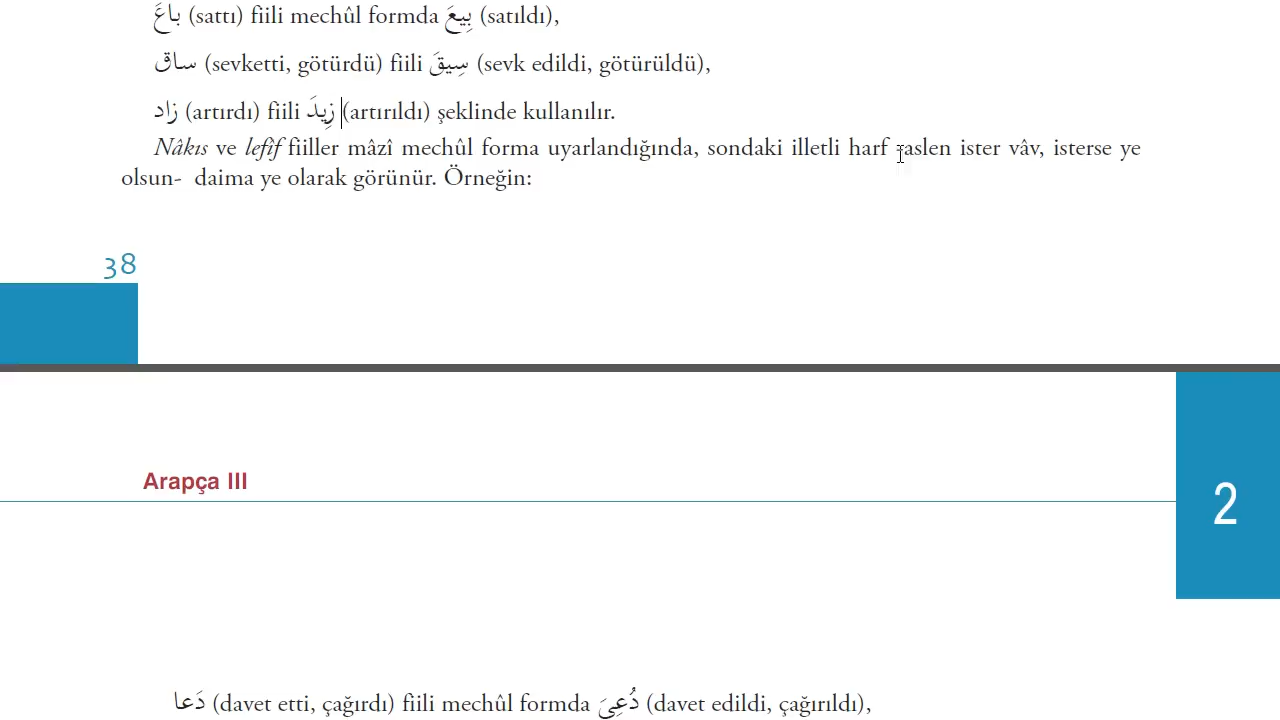 باعَ (sattı) fiili mechûl formda بِيعَ (satıldı),
ساق (sevketti, götürdü) fiili سِيقَ (sevk edildi, götürüldü),
زاد (artırdı) fiili زِيدَ (artırıldı) şeklinde kullanılır.
Nâkıs ve lefîf fiiller mâzî mechûl forma uyarlandığında, sondaki illetli harf -aslen ister vâv, isterse ye
olsun- daima ye olarak görünür. Örneğin:
38
Arapça III
2
دَعا (davet etti, çağırdı) fiili mechûl formda دُعِىَ (davet edildi, çağırıldı),